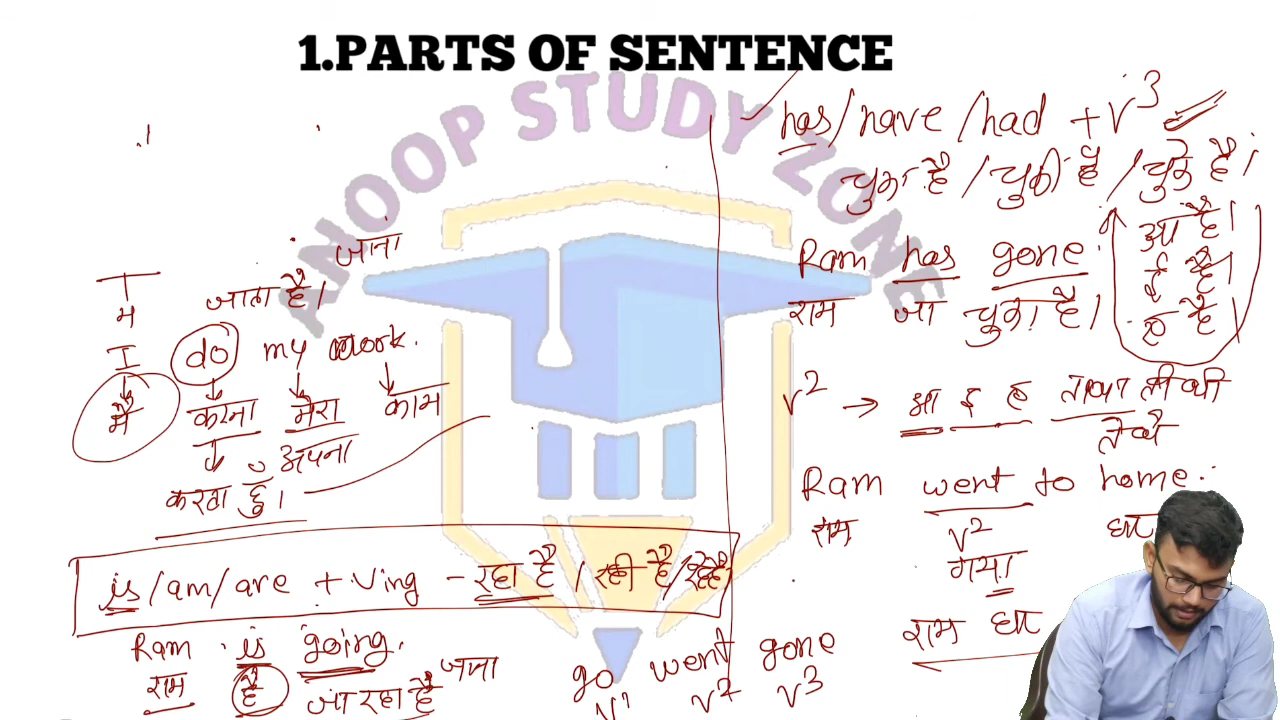 1.PARTS OF SENTENCE
ANOOP STUDY ZONE
जाना
जाता है।
I do my work.
मैं करना मेरा काम
अपना
करता हूँ।
is/am/are + Ving - रहा है / रही है / रहे है
Ram is going.
राम है जा रहा है जाना
go went gone
V¹ V² V³
has/have/had + V³
चुका है / चुकी है / चुके है।
आ है।
Ram has gone.
ई है।
राम जा चुका है।
ए है
V² → आ ई ए ता था ती थी
ते थे
Ram went to home.
राम V²
गया
राम घर